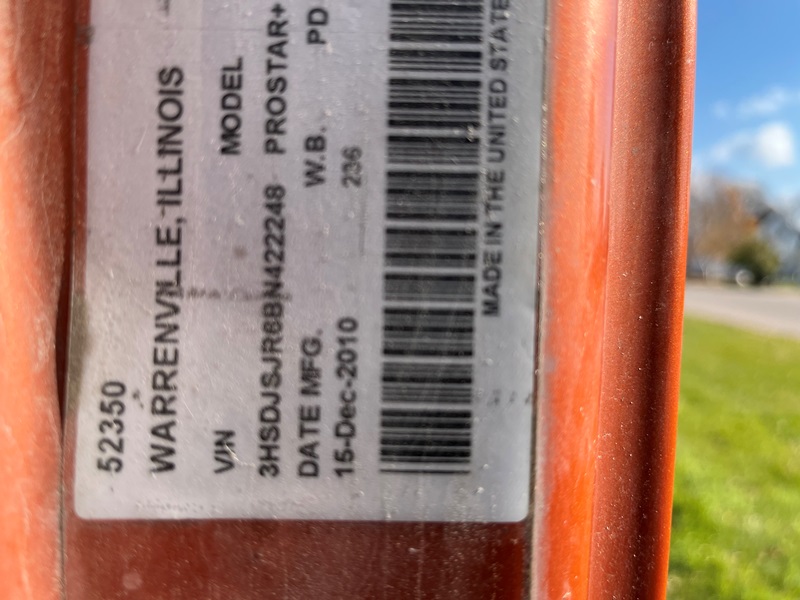 52350
WARRENVILLE, ILLINOIS
VIN MODEL
3HSDJSJR6BN422248 PROSTAR+
DATE MFG. W.B. PD
15-Dec-2010 236
MADE IN THE UNITED STATE